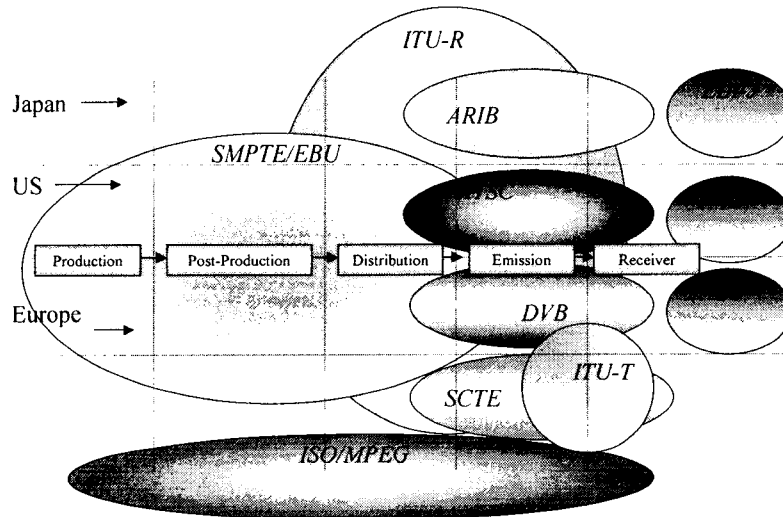 ITU-R
Japan
ARIB
SMPTE/EBU
US
Production
Post-Production
Distribution
Emission
Receiver
Europe
DVB
ITU-T
SCTE
ISO/MPEG